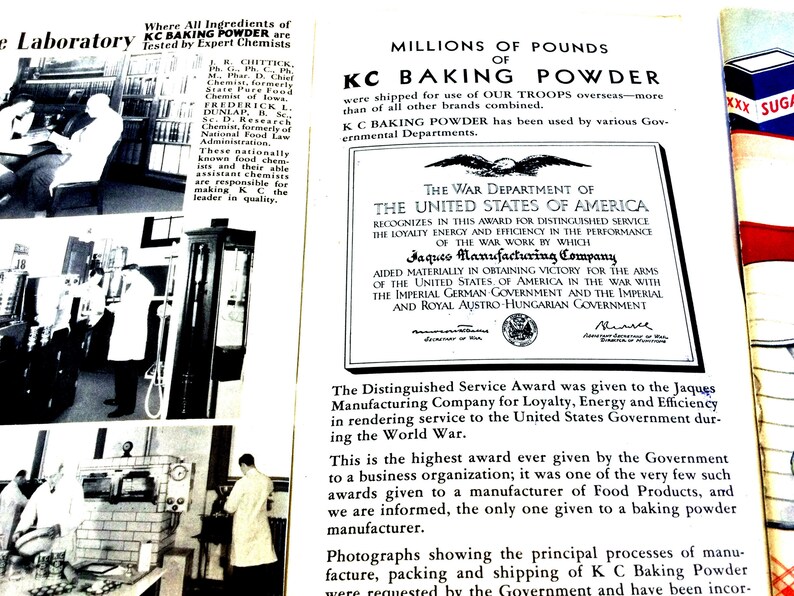 e Laboratory
Where All Ingredients of
KC BAKING POWDER are
Tested by Expert Chemists
J. R. CHITTICK,
Ph. G., Ph. C., Ph.
M., Phar. D. Chief
Chemist, formerly
State Pure Food
Chemist of Iowa.
FREDERICK L.
DUNLAP, B. Sc.,
Sc. D. Research
Chemist, formerly of
National Food Law
Administration.
These nationally
known food chem-
ists and their able
assistant chemists
are responsible for
making K C the
leader in quality.
MILLIONS OF POUNDS
OF
KC BAKING POWDER
were shipped for use of OUR TROOPS overseas—more
than of all other brands combined.
K C BAKING POWDER has been used by various Gov-
ernmental Departments.
THE WAR DEPARTMENT OF
THE UNITED STATES OF AMERICA
RECOGNIZES IN THIS AWARD FOR DISTINGUISHED SERVICE
THE LOYALTY ENERGY AND EFFICIENCY IN THE PERFORMANCE
OF THE WAR WORK BY WHICH
Jaques Manufacturing Company
AIDED MATERIALLY IN OBTAINING VICTORY FOR THE ARMS
OF THE UNITED STATES OF AMERICA IN THE WAR WITH
THE IMPERIAL GERMAN GOVERNMENT AND THE IMPERIAL
AND ROYAL AUSTRO-HUNGARIAN GOVERNMENT
SECRETARY OF WAR
ASSISTANT SECRETARY OF WAR
DIRECTOR OF MUNITIONS
The Distinguished Service Award was given to the Jaques
Manufacturing Company for Loyalty, Energy and Efficiency
in rendering service to the United States Government dur-
ing the World War.
This is the highest award ever given by the Government
to a business organization; it was one of the very few such
awards given to a manufacturer of Food Products, and
we are informed, the only one given to a baking powder
manufacturer.
Photographs showing the principal processes of manu-
facture, packing and shipping of K C Baking Powder
were requested by the Government and have been incor-
XXX SUGA